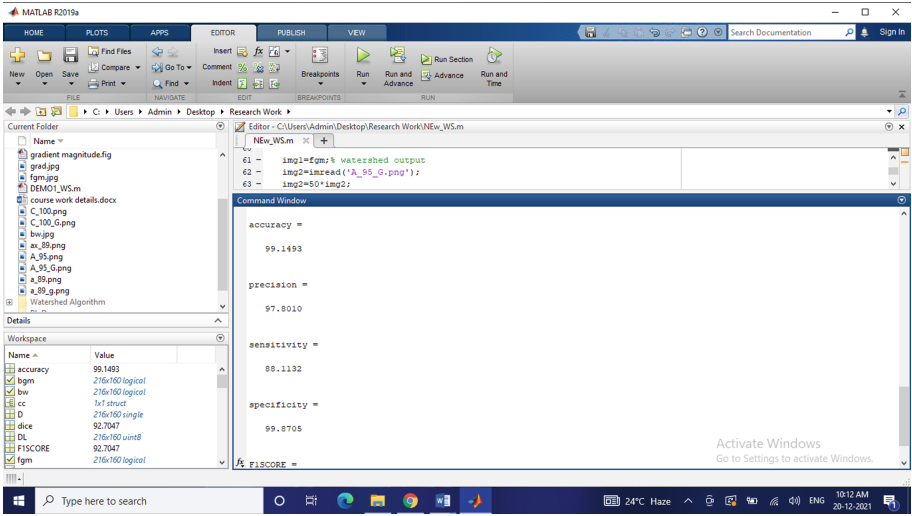 MATLAB R2019a
HOME PLOTS APPS EDITOR PUBLISH VIEW
Search Documentation
Sign In
New
Open
Save
Find Files
Compare
Print
FILE
Go To
Find
NAVIGATE
Insert
Comment
Indent
EDIT
Breakpoints
BREAKPOINTS
Run
Run and Advance
Run Section
Advance
Run and Time
RUN
C: Users Admin Desktop Research Work
Current Folder
Name
gradient magnitude.fig
grad.jpg
fgm.jpg
DEMO1_WS.m
course work details.docx
C_100.png
C_100_G.png
bw.jpg
ax_89.png
A_95.png
A_95_G.png
a_89.png
a_89_g.png
Watershed Algorithm
Details
Workspace
Name Value
accuracy 99.1493
bgm 216x160 logical
bw 216x160 logical
cc 1x1 struct
D 216x160 single
dice 92.7047
DL 216x160 uint8
F1SCORE 92.7047
fgm 216x160 logical
Editor - C:\Users\Admin\Desktop\Research Work\NEw_WS.m
NEw_WS.m
61 - img1=fgm;% watershed output
62 - img2=imread('A_95_G.png');
63 - img2=50*img2;
Command Window
accuracy =
99.1493
precision =
97.8010
sensitivity =
88.1132
specificity =
99.8705
fx F1SCORE =
Activate Windows
Go to Settings to activate Windows.
Type here to search
24°C Haze
ENG
10:12 AM
20-12-2021